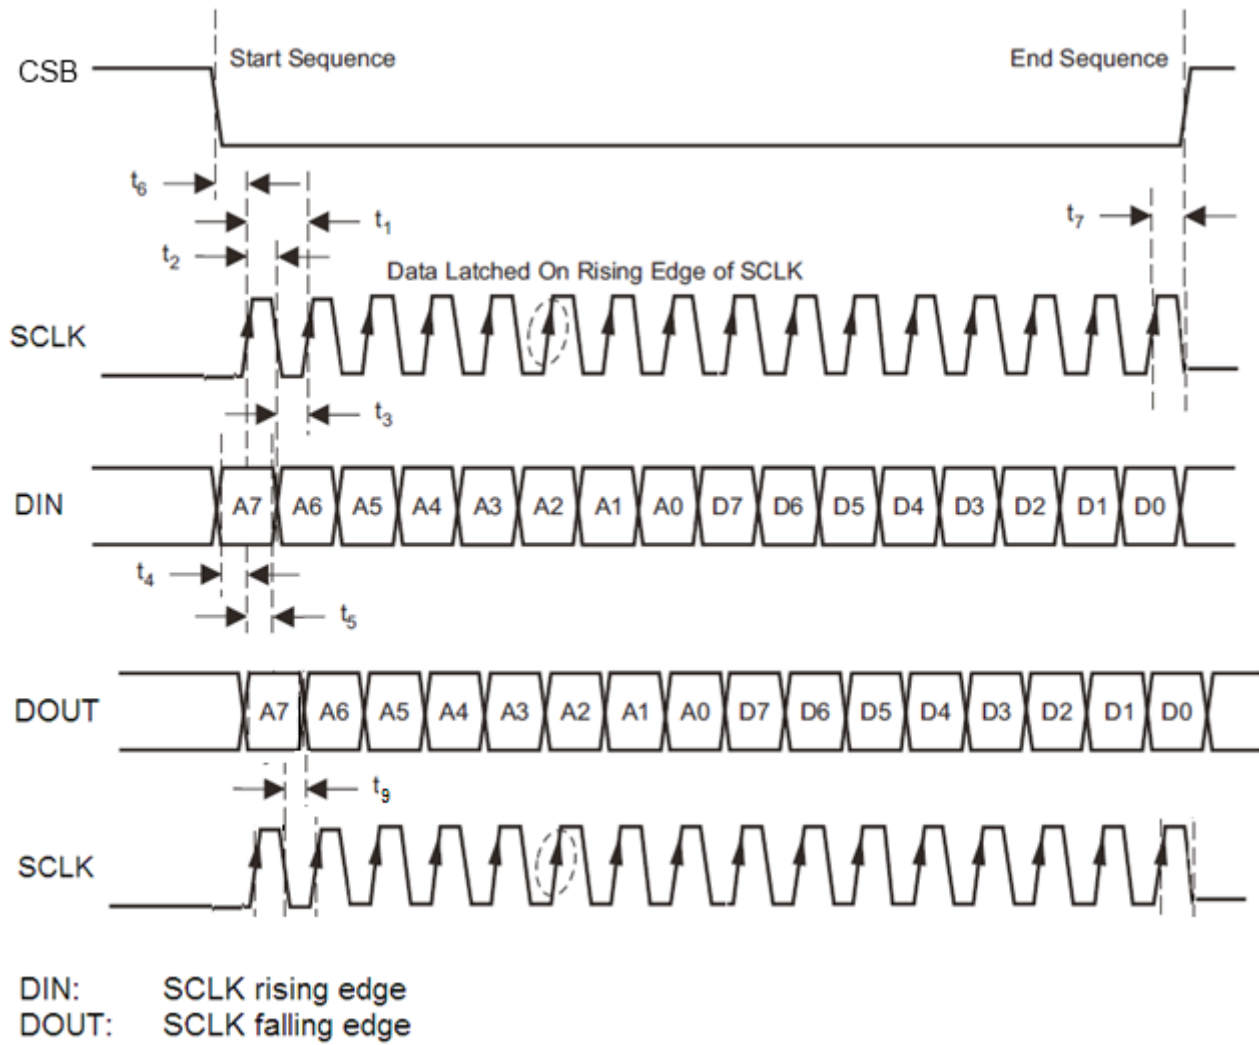 Start Sequence
End Sequence
CSB
t6
t1
t7
t2
Data Latched On Rising Edge of SCLK
SCLK
t3
DIN A7 A6 A5 A4 A3 A2 A1 A0 D7 D6 D5 D4 D3 D2 D1 D0
t4
t5
DOUT A7 A6 A5 A4 A3 A2 A1 A0 D7 D6 D5 D4 D3 D2 D1 D0
t9
SCLK
DIN: SCLK rising edge
DOUT: SCLK falling edge